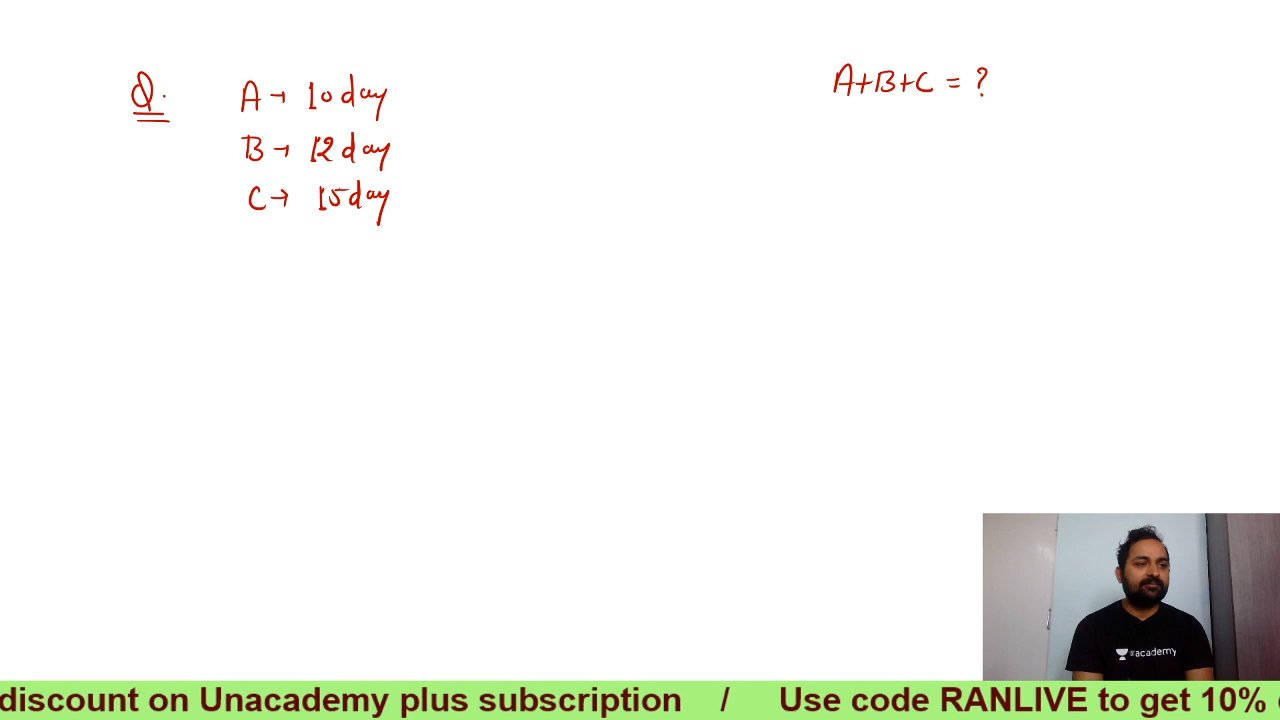 Q. A → 10 day A+B+C = ?
B → 12 day
C → 15 day
unacademy
discount on Unacademy plus subscription / Use code RANLIVE to get 10%